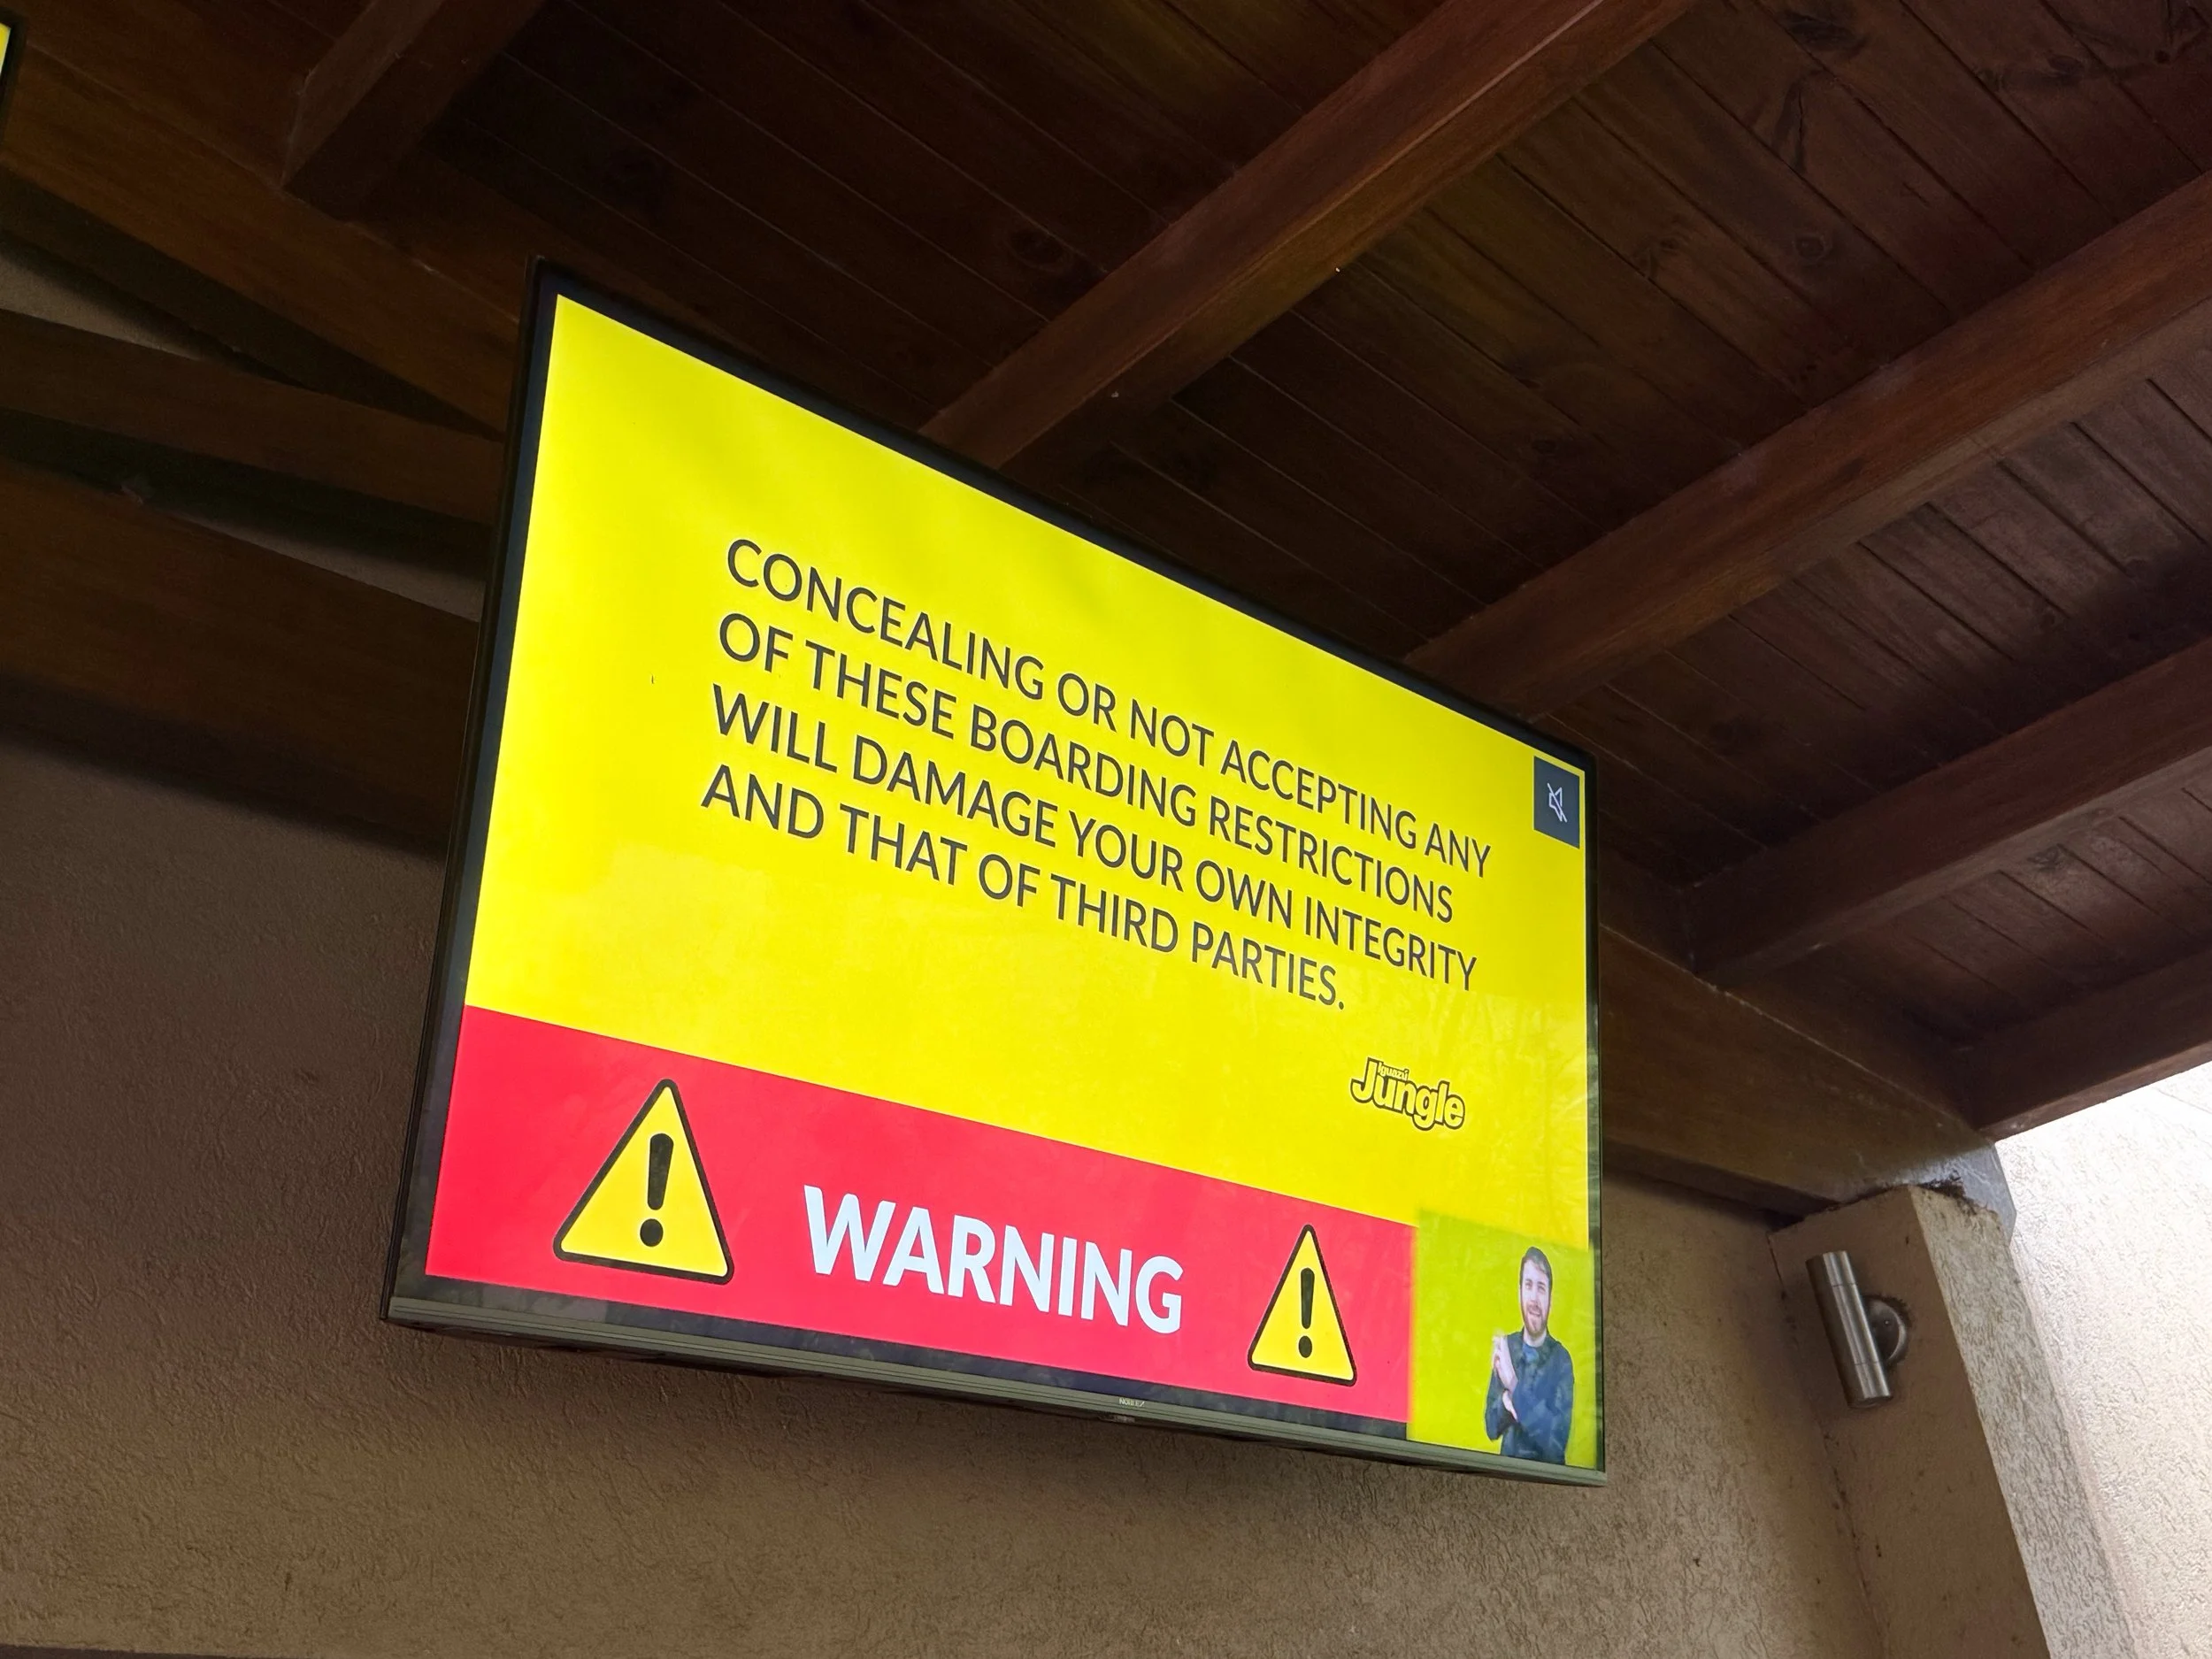 CONCEALING OR NOT ACCEPTING ANY
OF THESE BOARDING RESTRICTIONS
WILL DAMAGE YOUR OWN INTEGRITY
AND THAT OF THIRD PARTIES.
Iguazú
Jungle
WARNING